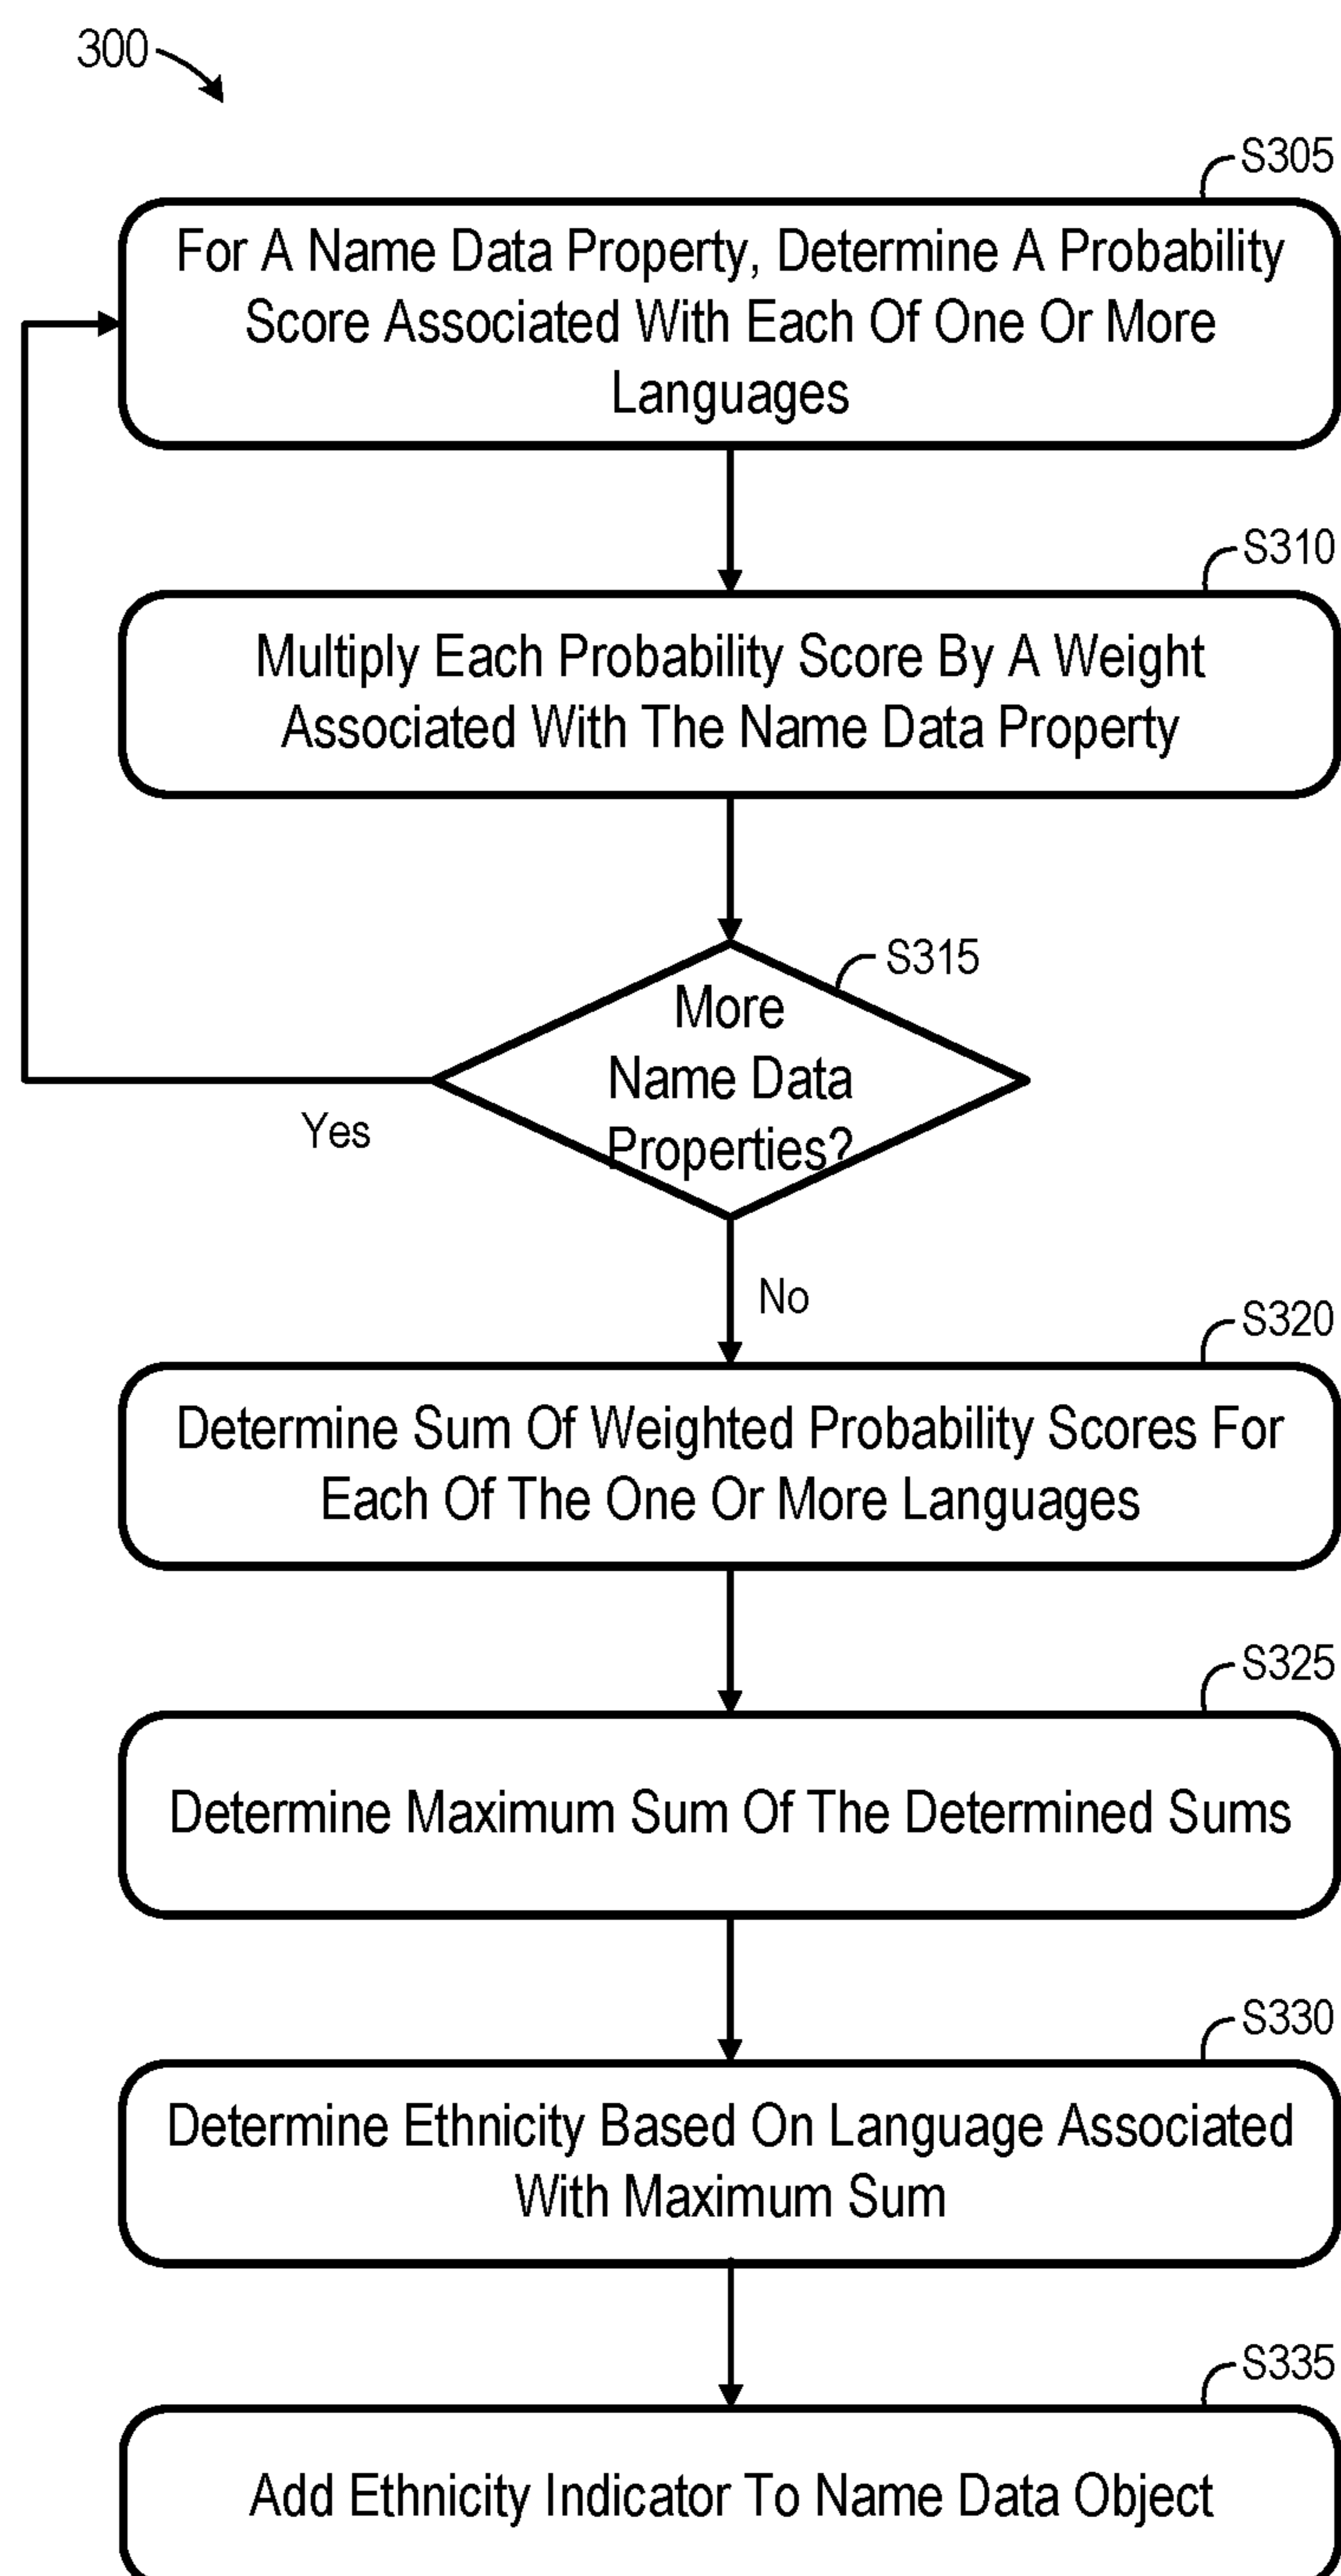 300
S305
For A Name Data Property, Determine A Probability
Score Associated With Each Of One Or More
Languages
S310
Multiply Each Probability Score By A Weight
Associated With The Name Data Property
S315
More
Name Data
Properties?
Yes
No
S320
Determine Sum Of Weighted Probability Scores For
Each Of The One Or More Languages
S325
Determine Maximum Sum Of The Determined Sums
S330
Determine Ethnicity Based On Language Associated
With Maximum Sum
S335
Add Ethnicity Indicator To Name Data Object